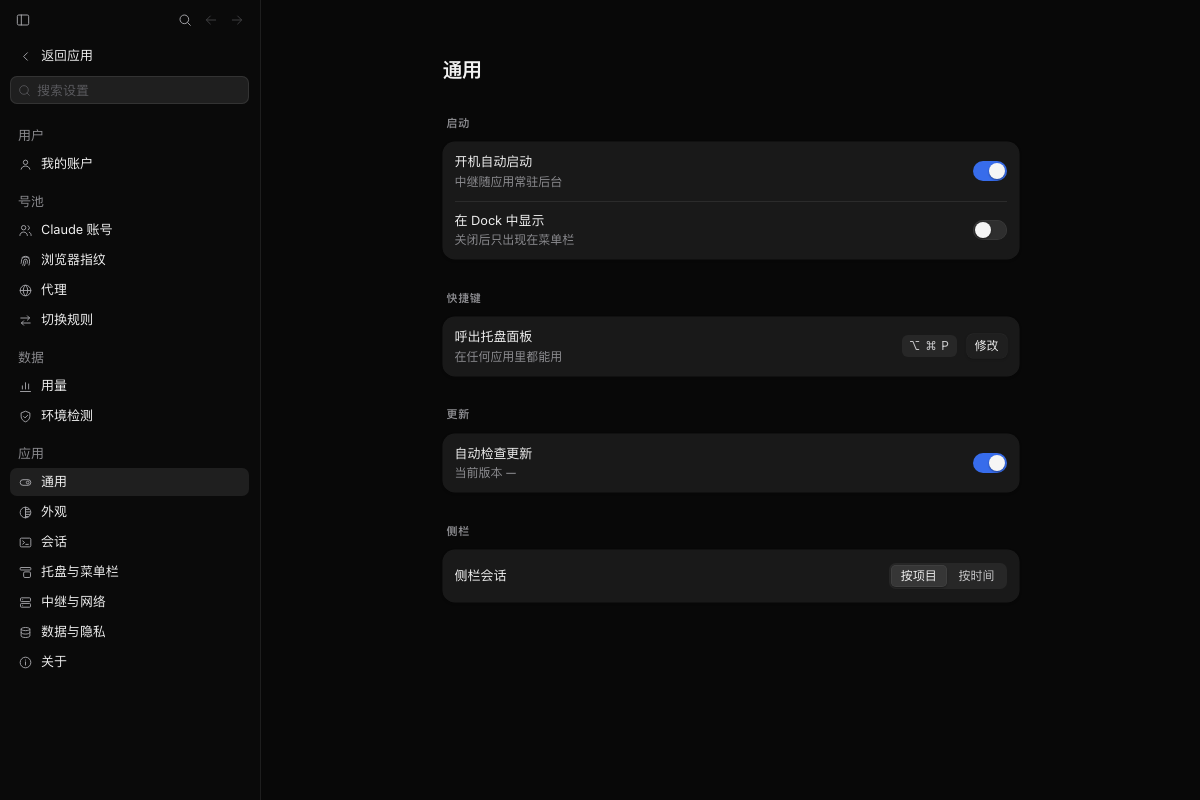 返回应用
搜索设置
用户
我的账户
号池
Claude 账号
浏览器指纹
代理
切换规则
数据
用量
环境检测
应用
通用
外观
会话
托盘与菜单栏
中继与网络
数据与隐私
关于
通用
启动
开机自动启动
中继随应用常驻后台
在 Dock 中显示
关闭后只出现在菜单栏
快捷键
呼出托盘面板
在任何应用里都能用
⌥ ⌘ P 修改
更新
自动检查更新
当前版本 —
侧栏
侧栏会话
按项目 按时间